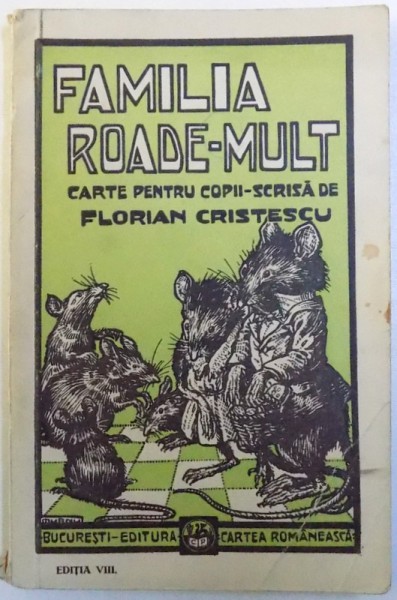 FAMILIA
ROADE-MULT
CARTE PENTRU COPII-SCRISĂ DE
FLORIAN CRISTESCU
BUCUREȘTI-EDITURA CARTEA ROMÂNEASCĂ
EDIȚIA VIII.